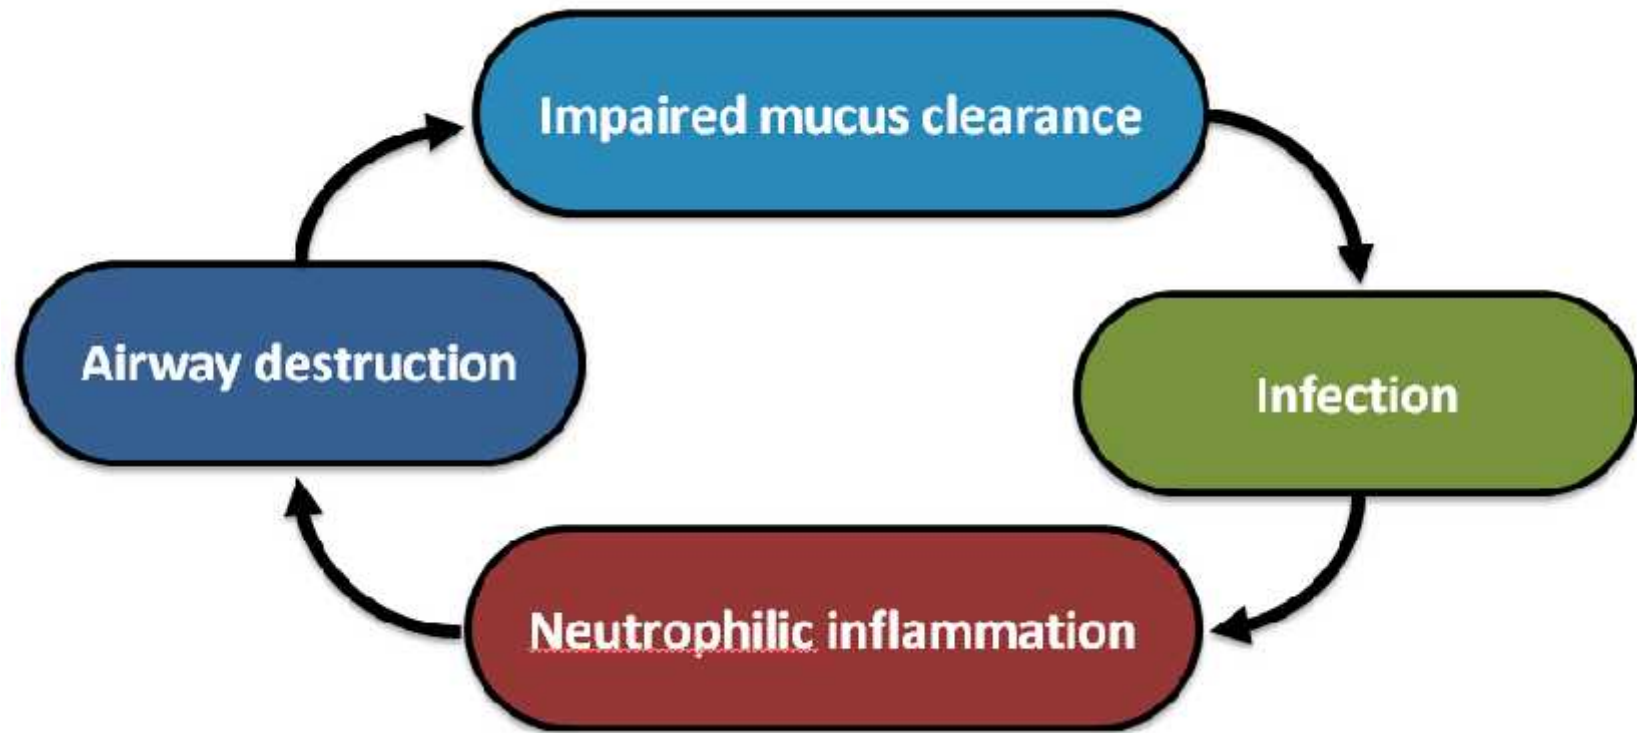 Impaired mucus clearance
Airway destruction
Infection
Neutrophilic inflammation